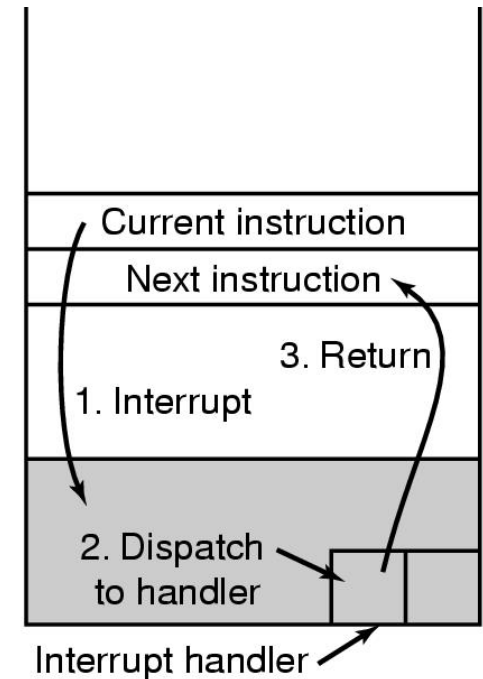 Current instruction
Next instruction
3. Return
1. Interrupt
2. Dispatch
to handler
Interrupt handler